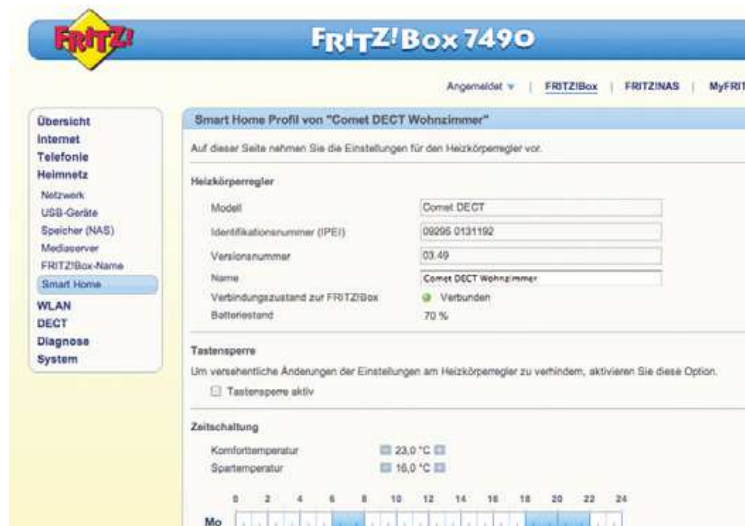 FRITZ!
FRITZ!Box 7490
Angemeldet | FRITZ!Box | FRITZ!NAS | MyFRIT
Übersicht
Internet
Telefonie
Heimnetz
Netzwerk
USB-Geräte
Speicher (NAS)
Mediaserver
FRITZ!Box-Name
Smart Home
WLAN
DECT
Diagnose
System
Smart Home Profil von "Comet DECT Wohnzimmer"
Auf dieser Seite nehmen Sie die Einstellungen für den Heizkörperregler vor.
Heizkörperregler
Modell Comet DECT
Identifikationsnummer (IPEI) 09295 0131192
Versionsnummer 03.49
Name Comet DECT Wohnzimmer
Verbindungszustand zur FRITZ!Box Verbunden
Batteriestand 70 %
Tastensperre
Um versehentliche Änderungen der Einstellungen am Heizkörperregler zu verhindern, aktivieren Sie diese Option.
Tastensperre aktiv
Zeitschaltung
Komforttemperatur 23,0 °C
Spartemperatur 16,0 °C
0 2 4 6 8 10 12 14 16 18 20 22 24
Mo